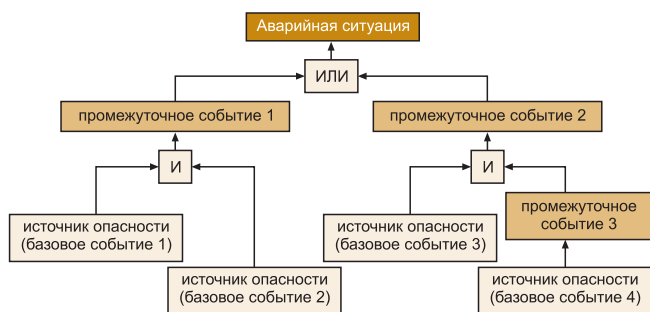 Аварийная ситуация
ИЛИ
промежуточное событие 1
промежуточное событие 2
И
И
источник опасности
(базовое событие 1)
источник опасности
(базовое событие 3)
промежуточное
событие 3
источник опасности
(базовое событие 2)
источник опасности
(базовое событие 4)